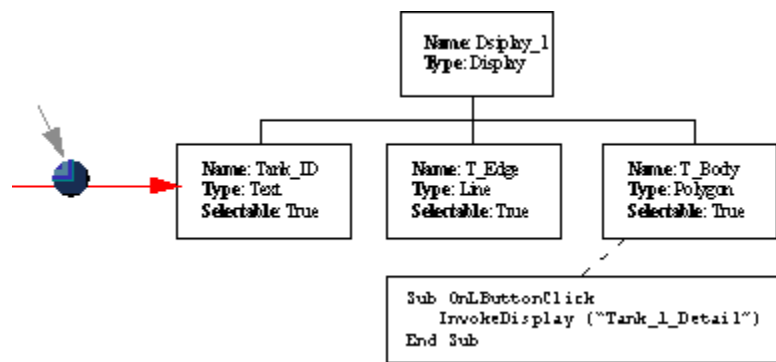 Name: Dsiplay_1
Type: Display
Name: Tank_ID
Type: Text
Selectable: True
Name: T_Edge
Type: Line
Selectable: True
Name: T_Body
Type: Polygon
Selectable: True
Sub OnLButtonClick
InvokeDisplay ("Tank_1_Detail")
End Sub